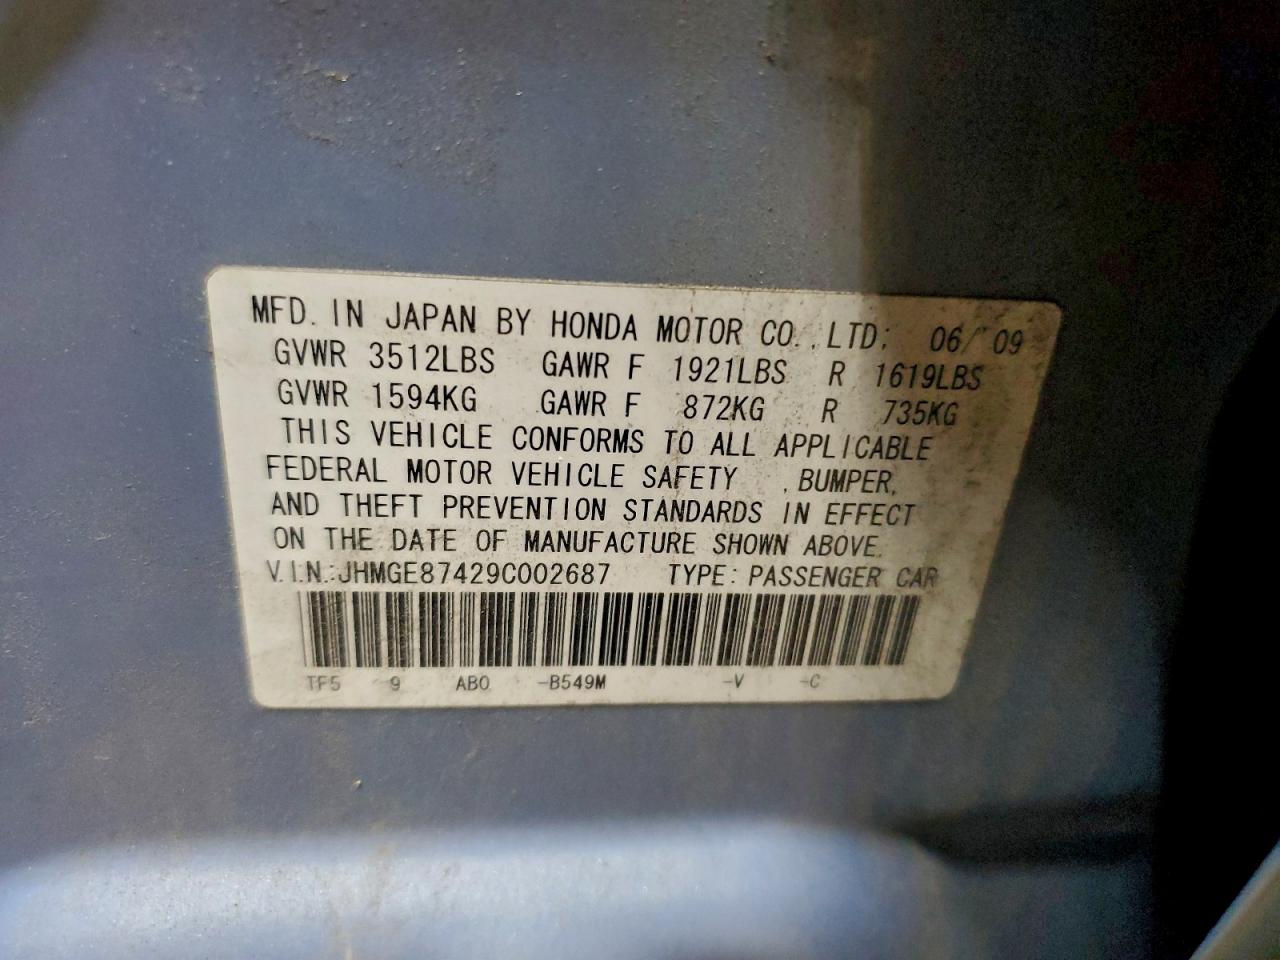 MFD. IN JAPAN BY HONDA MOTOR CO., LTD; 06/ 09
GVWR 3512LBS GAWR F 1921LBS R 1619LBS
GVWR 1594KG GAWR F 872KG R 735KG
THIS VEHICLE CONFORMS TO ALL APPLICABLE
FEDERAL MOTOR VEHICLE SAFETY , BUMPER,
AND THEFT PREVENTION STANDARDS IN EFFECT
ON THE DATE OF MANUFACTURE SHOWN ABOVE.
V.I.N.:JHMGE87429C002687 TYPE: PASSENGER CAR
TF5 9 AB0 -B549M -V -C